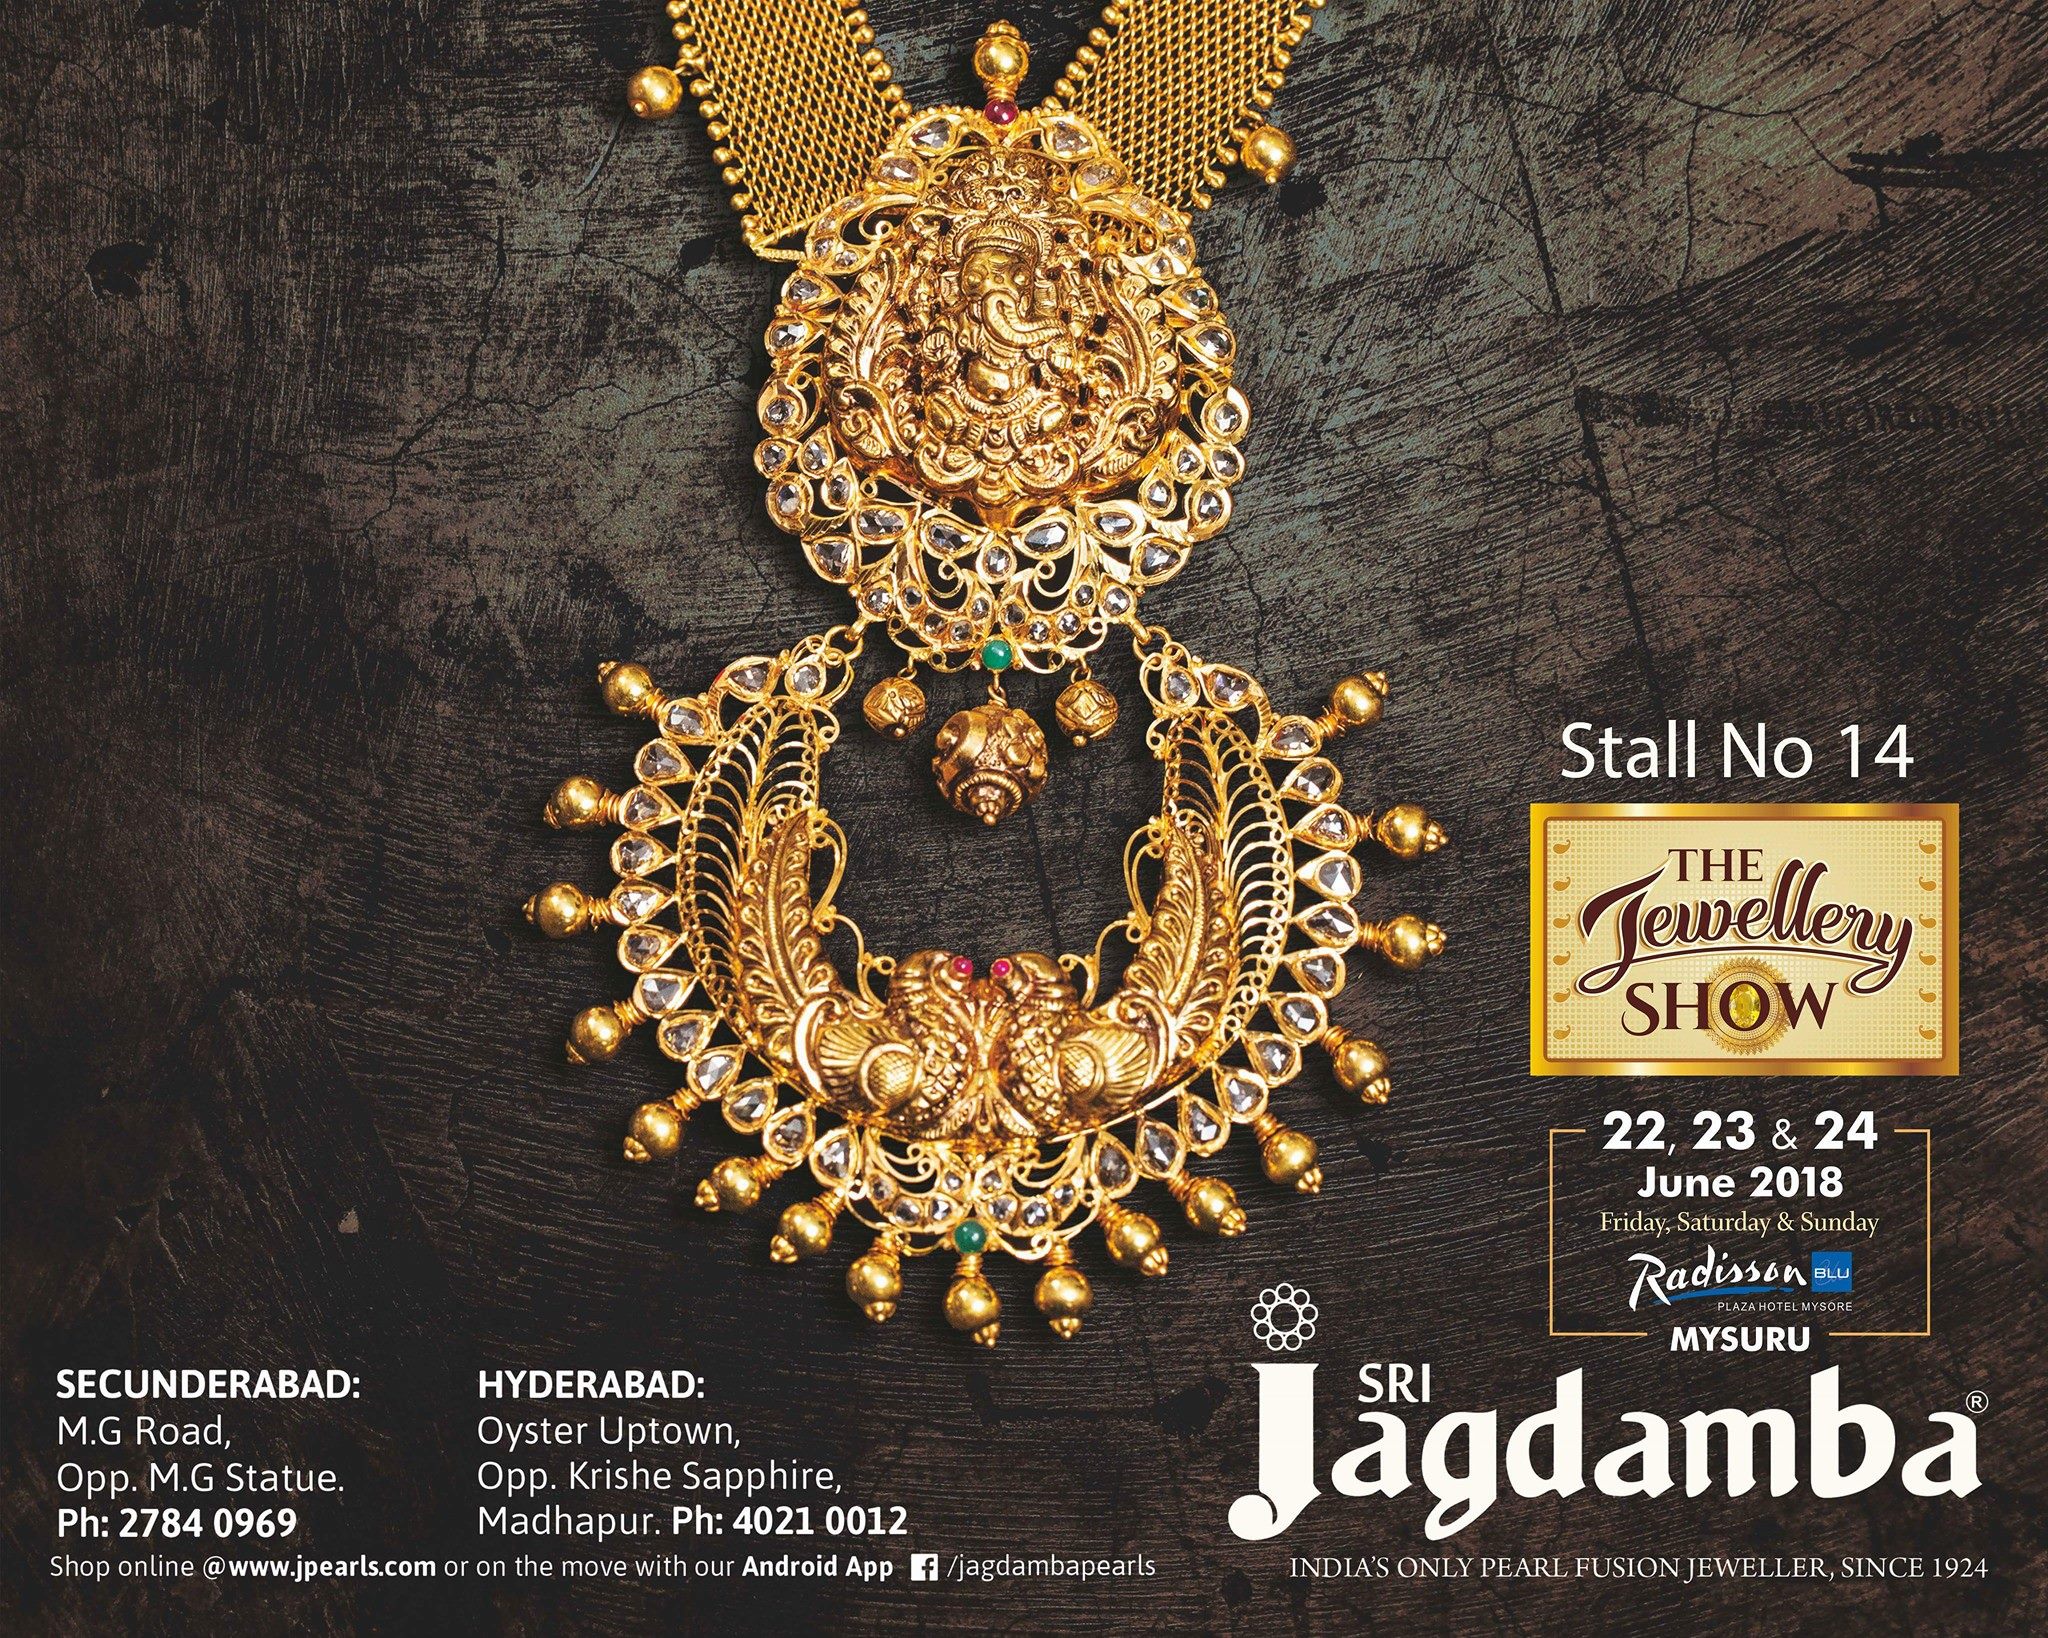 Stall No 14
THE
Jewellery
SHOW
22, 23 & 24
June 2018
Friday, Saturday & Sunday
Radisson BLU
PLAZA HOTEL MYSORE
MYSURU
SECUNDERABAD:
M.G Road,
Opp. M.G Statue.
Ph: 2784 0969
HYDERABAD:
Oyster Uptown,
Opp. Krishe Sapphire,
Madhapur. Ph: 4021 0012
Shop online @www.jpearls.com or on the move with our Android App f/jagdambapearls
SRI
Jagdamba®
INDIA'S ONLY PEARL FUSION JEWELLER, SINCE 1924